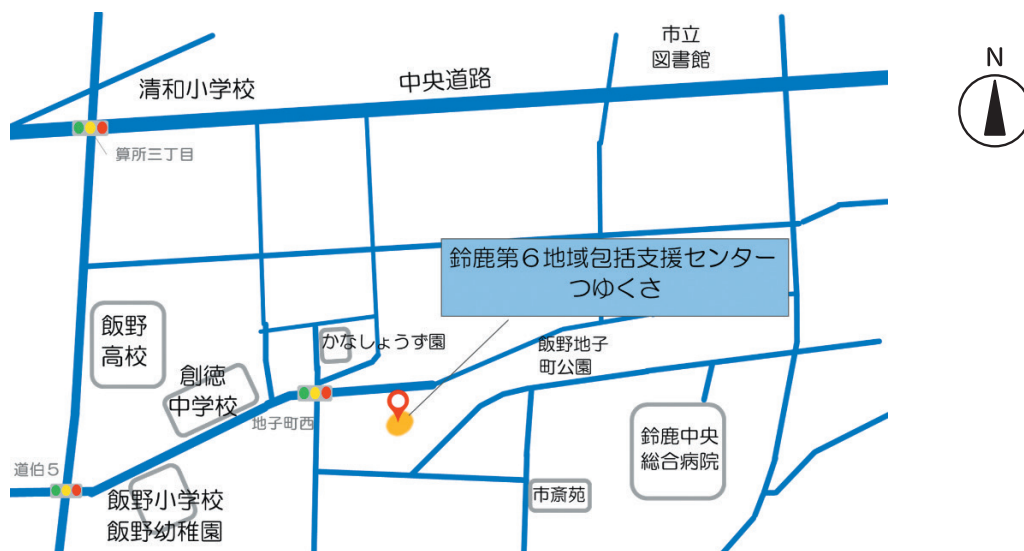 市立
図書館
N
清和小学校
中央道路
算所三丁目
鈴鹿第6地域包括支援センター
つゆくさ
飯野
高校
かなしょうず園
飯野地子
町公園
創徳
中学校
地子町西
鈴鹿中央
総合病院
道伯5
飯野小学校
飯野幼稚園
市斎苑